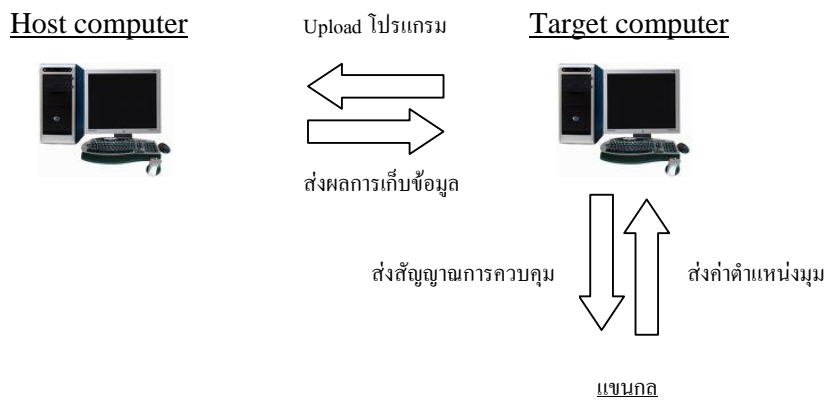 Host computer
Upload โปรแกรม
Target computer
ส่งผลการเก็บข้อมูล
ส่งสัญญาณการควบคุม
ส่งค่าตำแหน่งมุม
แขนกล